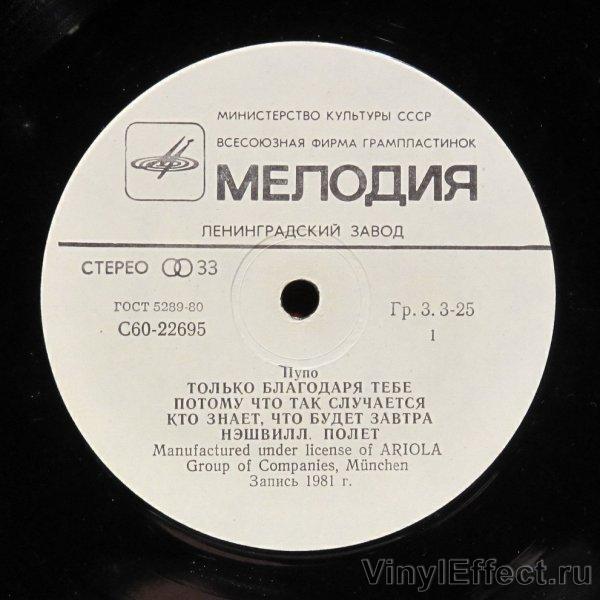 МИНИСТЕРСТВО КУЛЬТУРЫ СССР
ВСЕСОЮЗНАЯ ФИРМА ГРАМПЛАСТИНОК
МЕЛОДИЯ
ЛЕНИНГРАДСКИЙ ЗАВОД
СТЕРЕО 33
ГОСТ 5289-80
С60-22695
Гр. 3. 3-25
1
Пупо
ТОЛЬКО БЛАГОДАРЯ ТЕБЕ
ПОТОМУ ЧТО ТАК СЛУЧАЕТСЯ
КТО ЗНАЕТ, ЧТО БУДЕТ ЗАВТРА
НЭШВИЛЛ. ПОЛЕТ
Manufactured under license of ARIOLA
Group of Companies, München
Запись 1981 г.
VinylEffect.ru